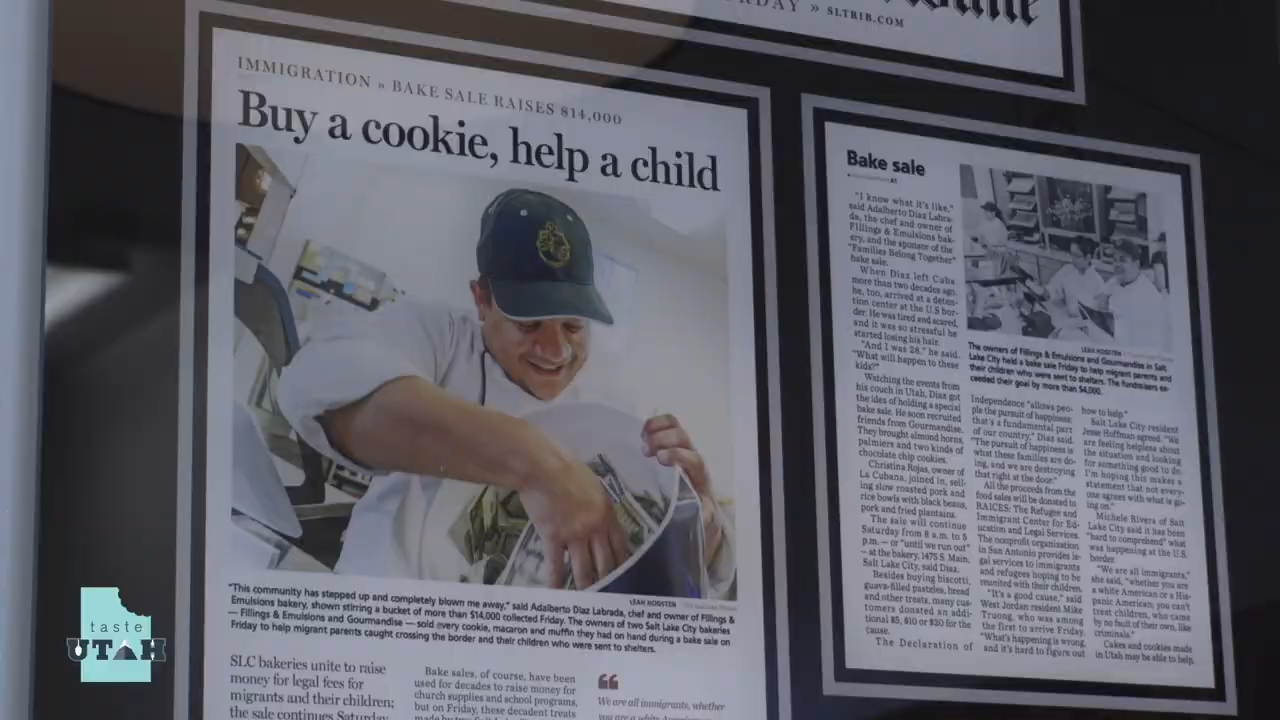 SLTRIB.COM
IMMIGRATION » BAKE SALE RAISES $14,000
Buy a cookie, help a child
LEAH HOGSTEN
"This community has stepped up and completely blown me away," said Adalberto Diaz Labrada, chef and owner of Fillings &
Emulsions bakery, shown stirring a bucket of more than $14,000 collected Friday. The owners of two Salt Lake City bakeries
— Fillings & Emulsions and Gourmandise — sold every cookie, macaron and muffin they had on hand during a bake sale on
Friday to help migrant parents caught crossing the border and their children who were sent to shelters.
SLC bakeries unite to raise
money for legal fees for
migrants and their children;
the sale continues Saturday
Bake sales, of course, have been
used for decades to raise money for
church supplies and school programs,
but on Friday, these decadent treats
We are all immigrants, whether
Bake sale
"I know what it's like,"
said Adalberto Diaz Labra-
da, the chef and owner of
Fillings & Emulsions bak-
ery, and the sponsor of the
"Families Belong Together"
bake sale.
When Diaz left Cuba
more than two decades ago,
he, too, arrived at a deten-
tion center at the U.S bor-
der. He was tired and scared,
and it was so stressful he
started losing his hair.
"And I was 28," he said.
"What will happen to these
kids?"
Watching the events from
his couch in Utah, Diaz got
the idea of holding a special
bake sale. He soon recruited
friends from Gourmandise.
They brought almond horns,
palmiers and two kinds of
chocolate chip cookies.
Christina Rojas, owner of
La Cubana, joined in, sell-
ing slow roasted pork and
rice bowls with black beans,
pork and fried plantains.
The sale will continue
Saturday from 8 a.m. to 5
p.m. — or "until we run out"
— at the bakery, 1475 S. Main,
Salt Lake City, said Diaz.
Besides buying biscotti,
guava-filled pasteles, bread
and other treats, many cus-
tomers donated an addi-
tional $5, $10 or $20 for the
cause.
The Declaration of
LEAH HOGSTEN
The owners of Fillings & Emulsions and Gourmandise in Salt
Lake City held a bake sale Friday to help migrant parents and
their children who were sent to shelters. The fundraisers ex-
ceeded their goal by more than $4,000.
Independence "allows peo-
ple the pursuit of happiness;
that's a fundamental part
of our country," Diaz said.
"The pursuit of happiness is
what these families are do-
ing, and we are destroying
that right at the door."
All the proceeds from the
food sales will be donated to
RAICES: The Refugee and
Immigrant Center for Ed-
ucation and Legal Services.
The nonprofit organization
in San Antonio provides le-
gal services to immigrants
and refugees hoping to be
reunited with their children.
"It's a good cause," said
West Jordan resident Mike
Truong, who was among
the first to arrive Friday.
"What's happening is wrong,
and it's hard to figure out
how to help."
Salt Lake City resident
Jesse Hoffman agreed. "We
are feeling helpless about
the situation and looking
for something good to do.
I'm hoping this makes a
statement that not every-
one agrees with what is go-
ing on."
Michele Rivera of Salt
Lake City said it has been
"hard to comprehend" what
was happening at the U.S.
border.
"We are all immigrants,"
she said, "whether you are
a white American or a His-
panic American; you can't
treat children, who came
by no fault of their own, like
criminals."
Cakes and cookies made
in Utah may be able to help.
taste
UTAH